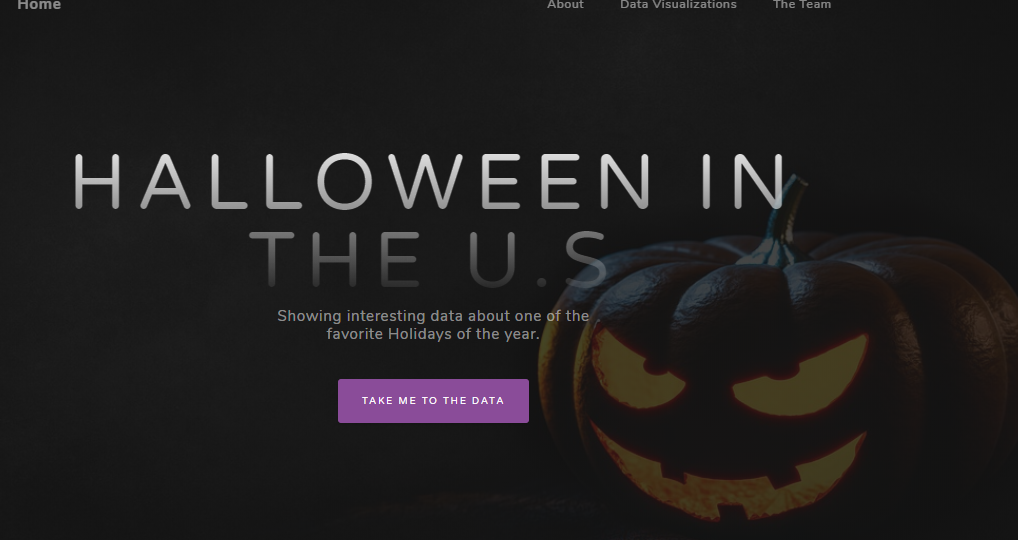 Home
About
Data Visualizations
The Team
HALLOWEEN IN
THE U.S
Showing interesting data about one of the
favorite Holidays of the year.
TAKE ME TO THE DATA